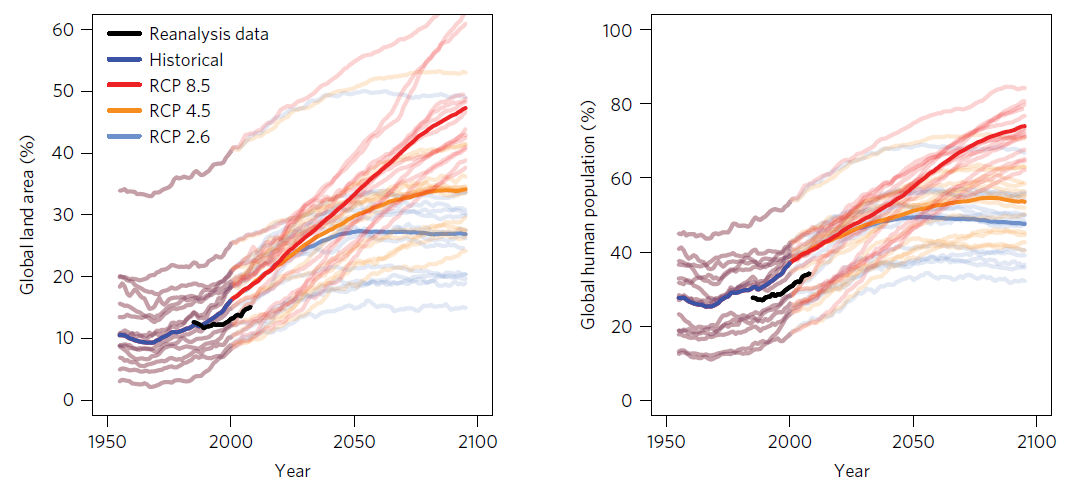 60
50
40
30
20
10
0
Global land area (%)
Reanalysis data
Historical
RCP 8.5
RCP 4.5
RCP 2.6
1950 2000 2050 2100
Year
100
80
60
40
20
0
Global human population (%)
1950 2000 2050 2100
Year